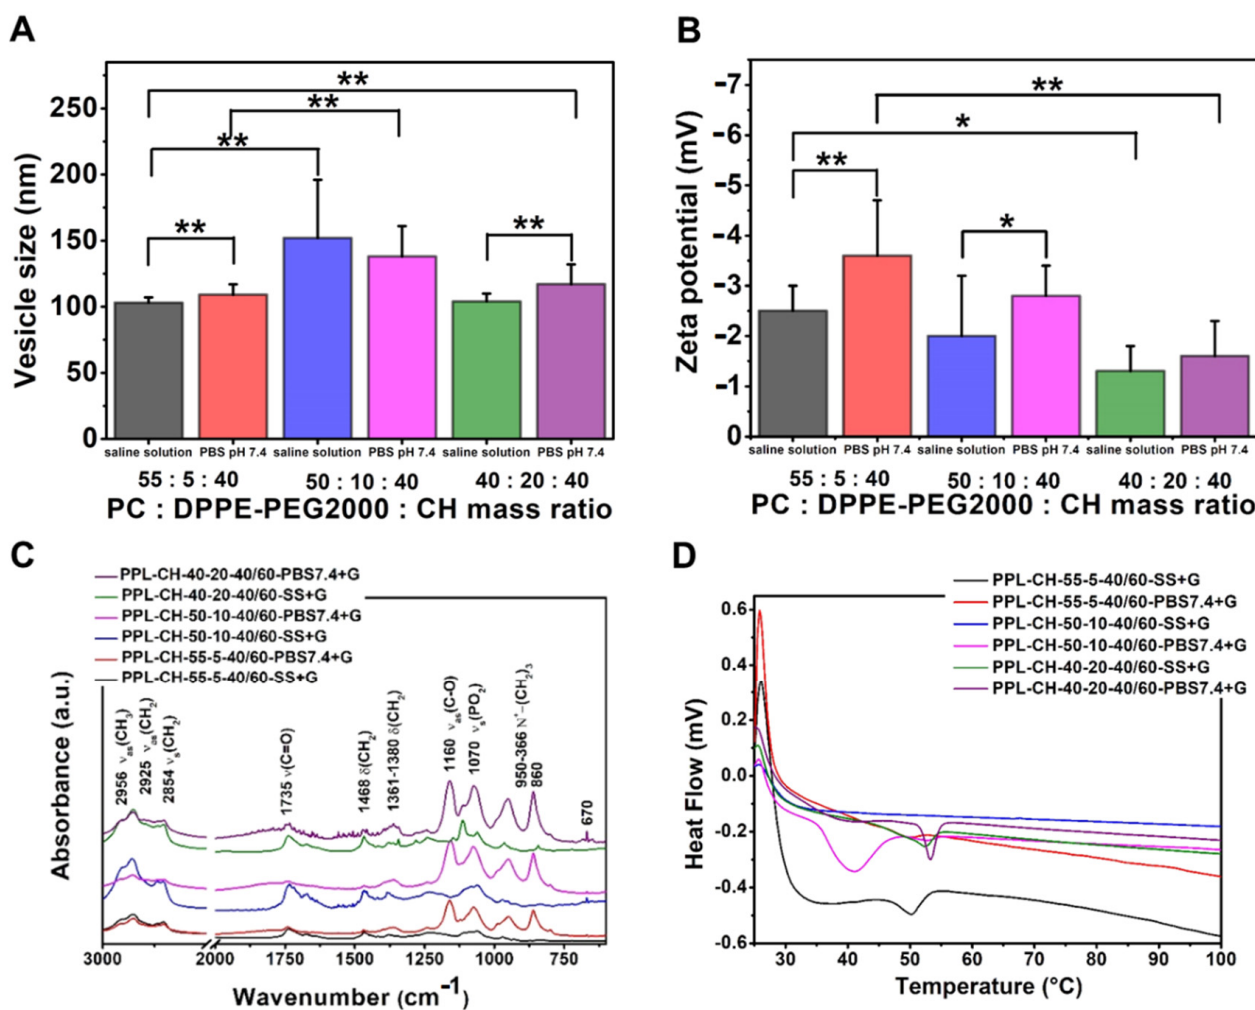 A
Vesicle size (nm)
250
200
150
100
50
0
**
**
**
**
**
saline solution PBS pH 7.4 saline solution PBS pH 7.4 saline solution PBS pH 7.4
55 : 5 : 40 50 : 10 : 40 40 : 20 : 40
PC : DPPE-PEG2000 : CH mass ratio
B
Zeta potential (mV)
-7
-6
-5
-4
-3
-2
-1
0
**
*
**
*
saline solution PBS pH 7.4 saline solution PBS pH 7.4 saline solution PBS pH 7.4
55 : 5 : 40 50 : 10 : 40 40 : 20 : 40
PC : DPPE-PEG2000 : CH mass ratio
C
PPL-CH-40-20-40/60-PBS7.4+G
PPL-CH-40-20-40/60-SS+G
PPL-CH-50-10-40/60-PBS7.4+G
PPL-CH-50-10-40/60-SS+G
PPL-CH-55-5-40/60-PBS7.4+G
PPL-CH-55-5-40/60-SS+G
Absorbance (a.u.)
2956 νas(CH3)
2925 νas(CH2)
2854 νs(CH2)
1735 ν(C=O)
1468 δ(CH2)
1361-1380 δ(CH2)
1160 νas(C-O)
1070 νs(PO2)
950-366 N+-(CH2)3
860
670
3000 2000 1750 1500 1250 1000 750
Wavenumber (cm-1)
D
PPL-CH-55-5-40/60-SS+G
PPL-CH-55-5-40/60-PBS7.4+G
PPL-CH-50-10-40/60-SS+G
PPL-CH-50-10-40/60-PBS7.4+G
PPL-CH-40-20-40/60-SS+G
PPL-CH-40-20-40/60-PBS7.4+G
Heat Flow (mV)
0.6
0.4
0.2
0.0
-0.2
-0.4
-0.6
30 40 50 60 70 80 90 100
Temperature (°C)